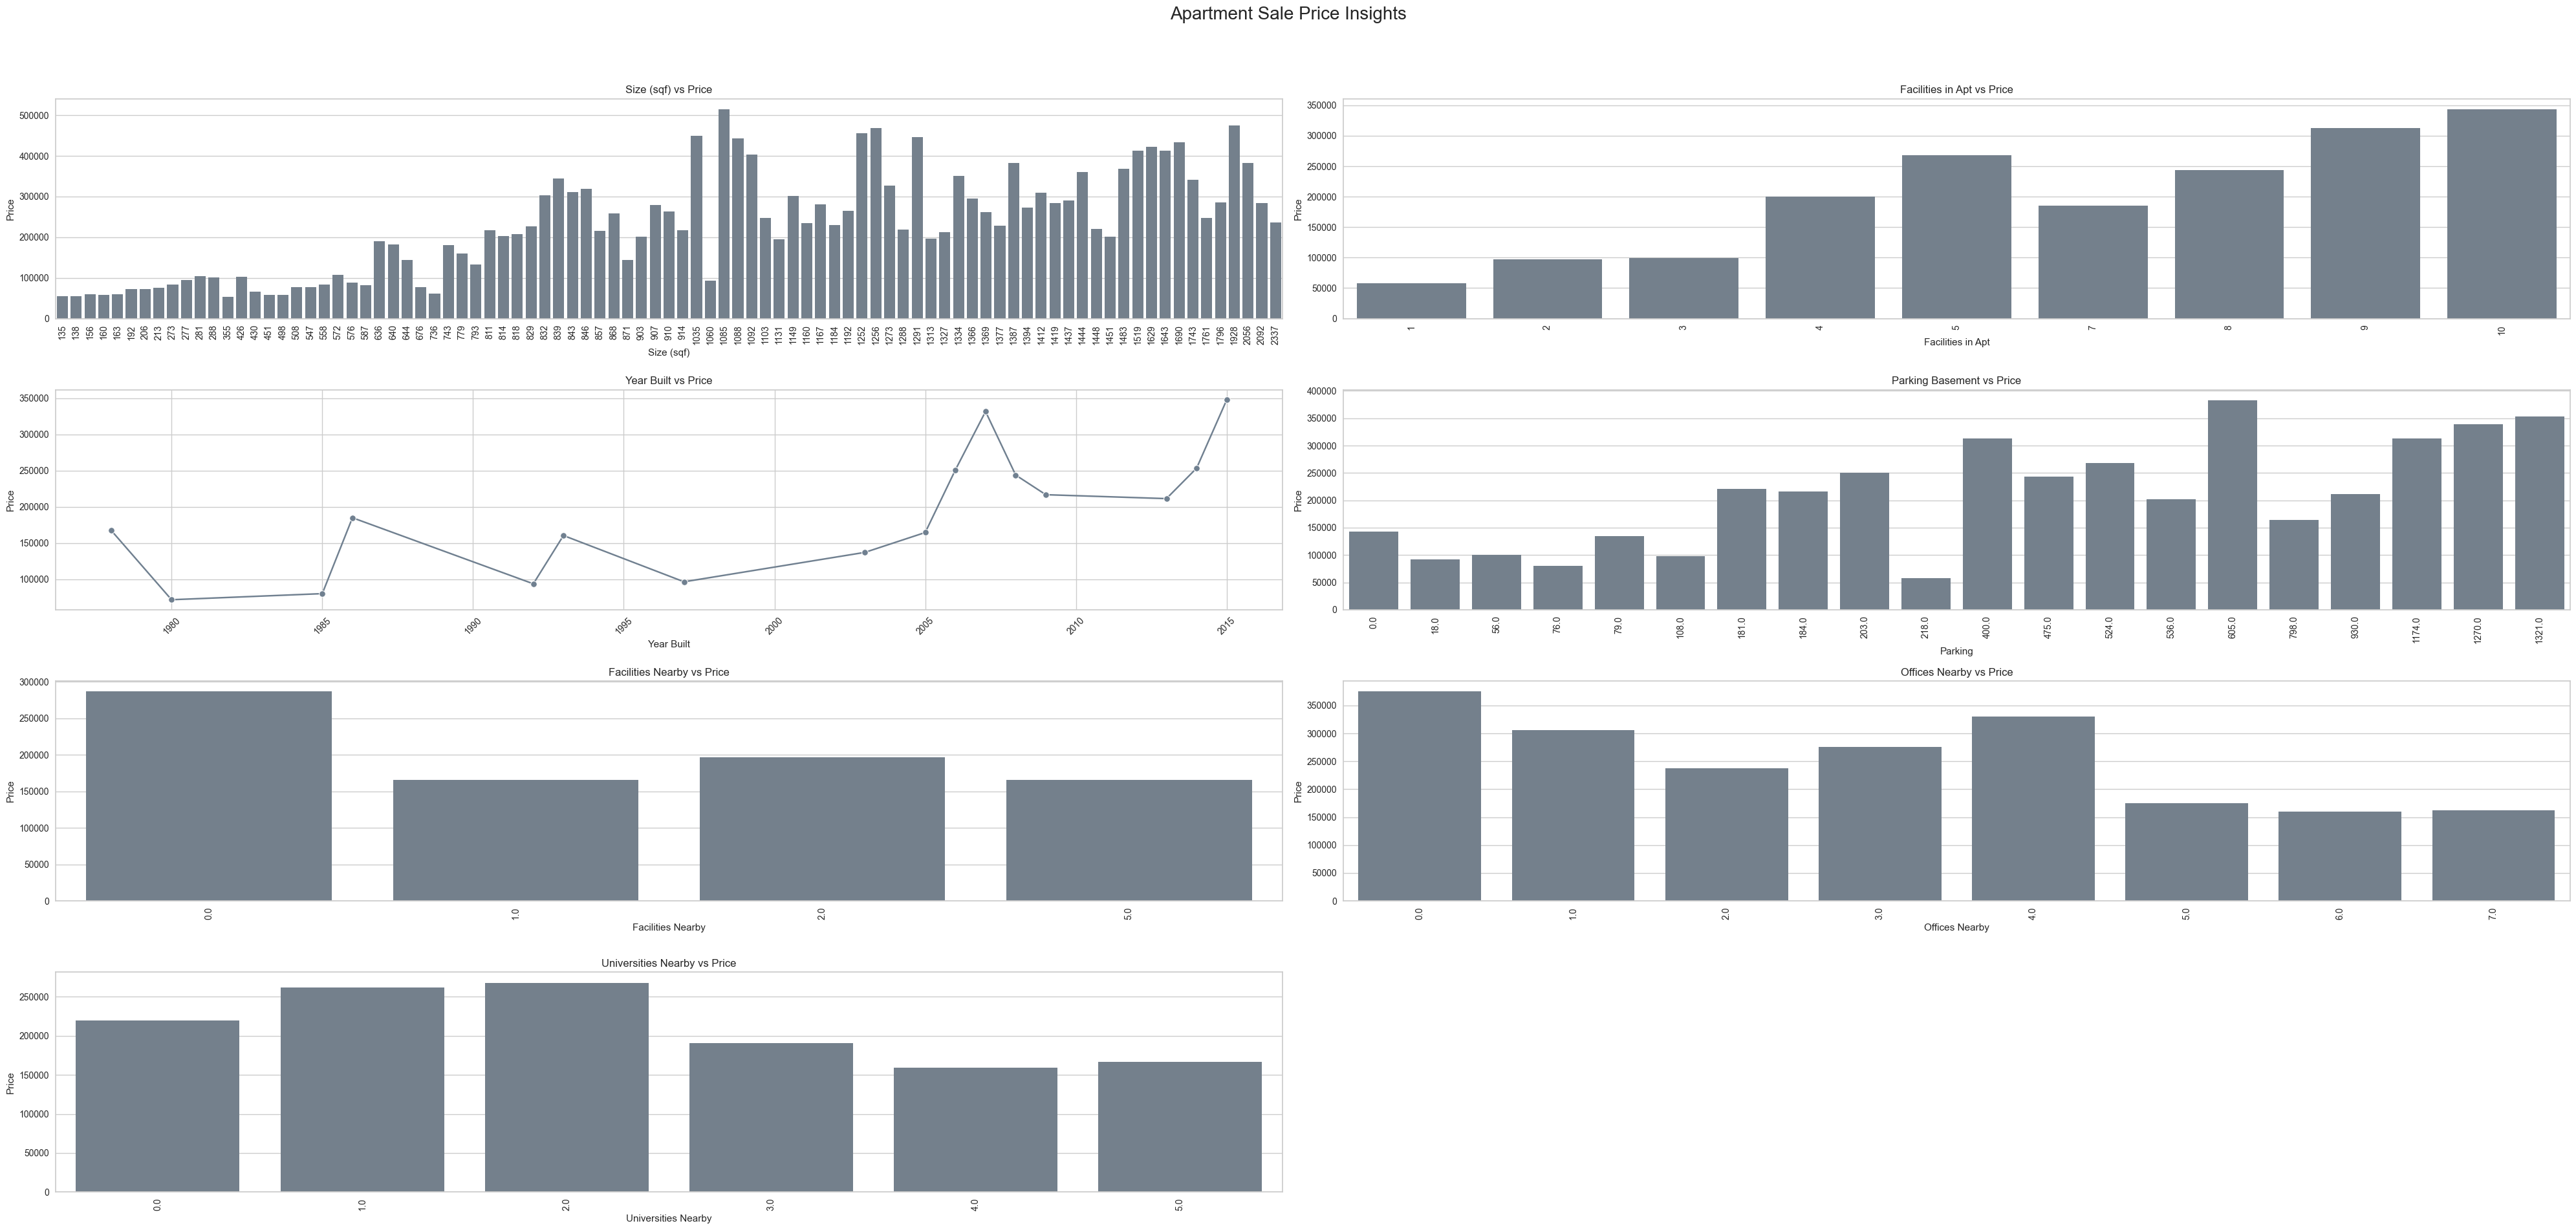 Apartment Sale Price Insights
Size (sqf) vs Price
500000
400000
300000
200000
100000
0
Price
135 138 156 160 163 192 206 213 273 277 281 288 355 426 430 451 498 508 547 558 572 576 587 636 640 644 676 736 743 779 793 811 814 818 829 832 839 843 846 857 868 871 903 907 910 914 1035 1060 1085 1088 1092 1103 1131 1149 1160 1167 1184 1192 1252 1256 1273 1288 1291 1313 1327 1334 1366 1369 1377 1387 1394 1412 1419 1437 1444 1448 1451 1483 1519 1629 1643 1690 1743 1761 1796 1928 2056 2092 2337
Size (sqf)
Facilities in Apt vs Price
350000
300000
250000
200000
150000
100000
50000
0
Price
1 2 3 4 5 7 8 9 10
Facilities in Apt
Year Built vs Price
350000
300000
250000
200000
150000
100000
Price
1980 1985 1990 1995 2000 2005 2010 2015
Year Built
Parking Basement vs Price
400000
350000
300000
250000
200000
150000
100000
50000
0
Price
0.0 18.0 56.0 76.0 79.0 108.0 181.0 184.0 203.0 218.0 400.0 475.0 524.0 536.0 605.0 798.0 930.0 1174.0 1270.0 1321.0
Parking
Facilities Nearby vs Price
300000
250000
200000
150000
100000
50000
0
Price
0.0 1.0 2.0 5.0
Facilities Nearby
Offices Nearby vs Price
350000
300000
250000
200000
150000
100000
50000
0
Price
0.0 1.0 2.0 3.0 4.0 5.0 6.0 7.0
Offices Nearby
Universities Nearby vs Price
250000
200000
150000
100000
50000
0
Price
0.0 1.0 2.0 3.0 4.0 5.0
Universities Nearby